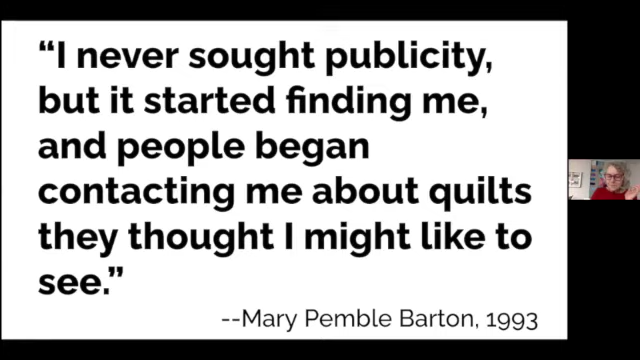 “I never sought publicity,
but it started finding me,
and people began
contacting me about quilts
they thought I might like to
see.”
--Mary Pemble Barton, 1993